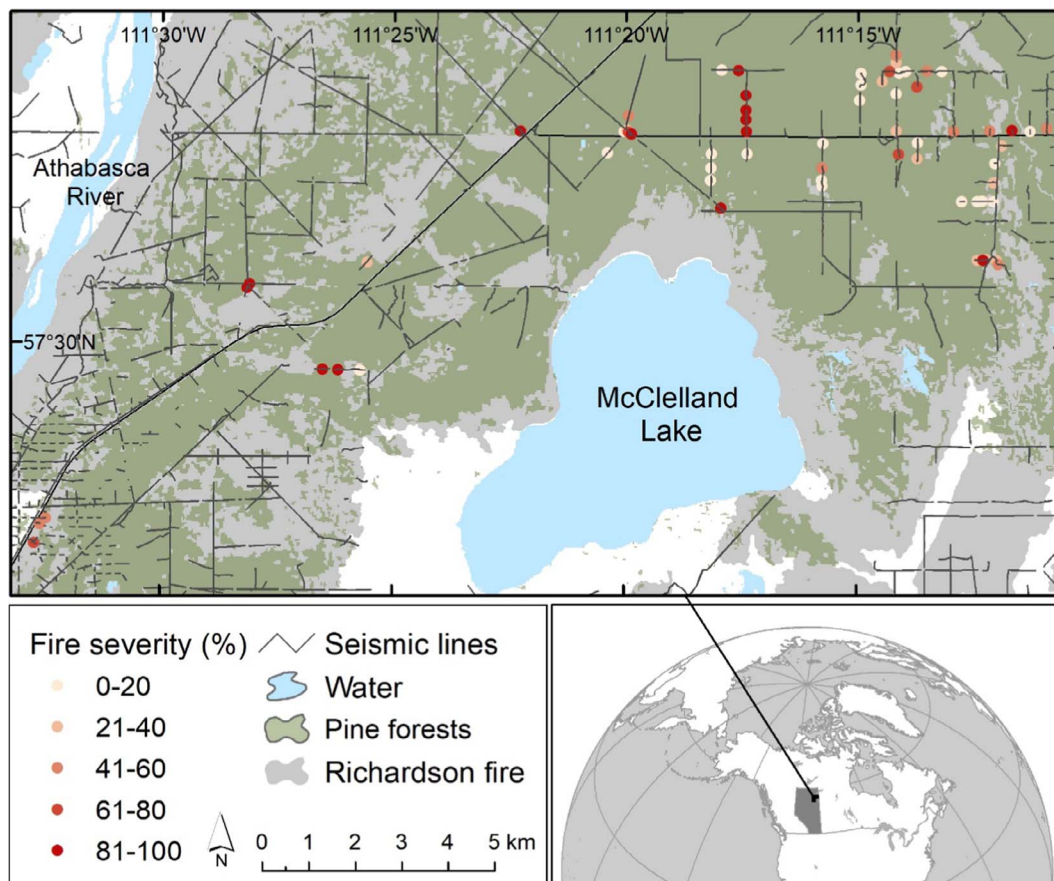 111°30'W 111°25'W 111°20'W 111°15'W
Athabasca
River
57°30'N
McClelland
Lake
Fire severity (%)
0-20
21-40
41-60
61-80
81-100
Seismic lines
Water
Pine forests
Richardson fire
N
0 1 2 3 4 5 km